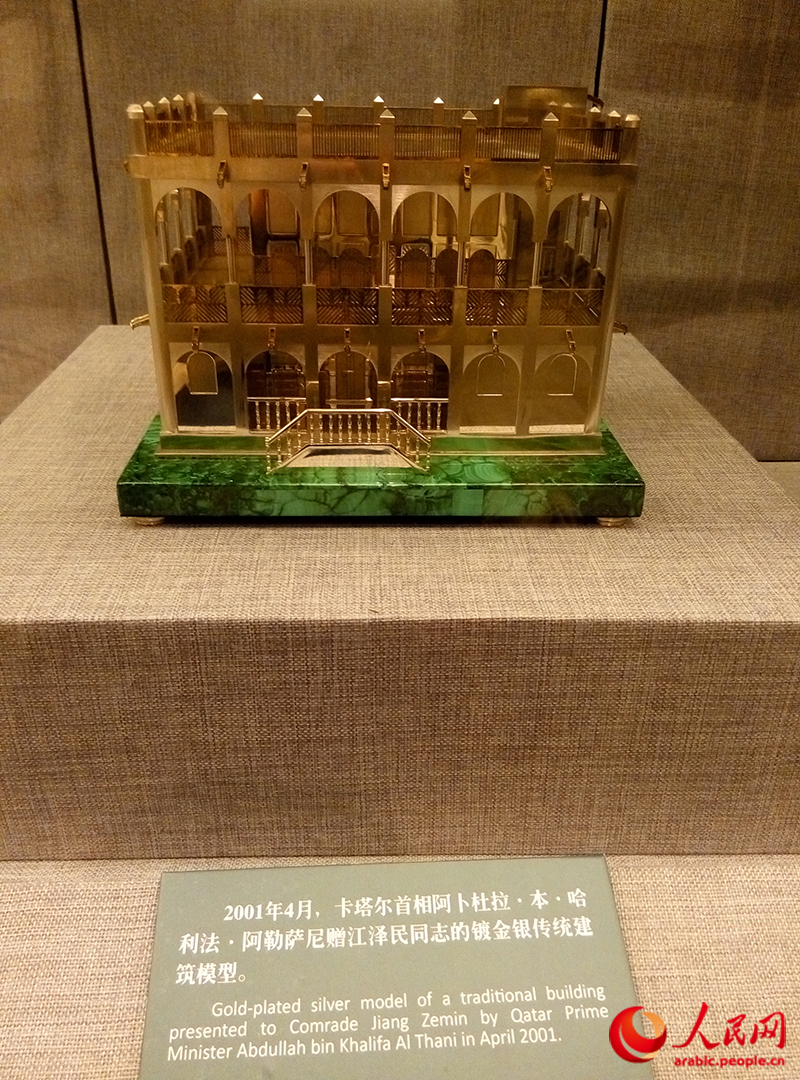 2001年4月，卡塔尔首相阿卜杜拉·本·哈
利法·阿勒萨尼赠江泽民同志的镀金银传统建
筑模型。
Gold-plated silver model of a traditional building
presented to Comrade Jiang Zemin by Qatar Prime
Minister Abdullah bin Khalifa Al Thani in April 2001.
人民网
arabic.people.cn